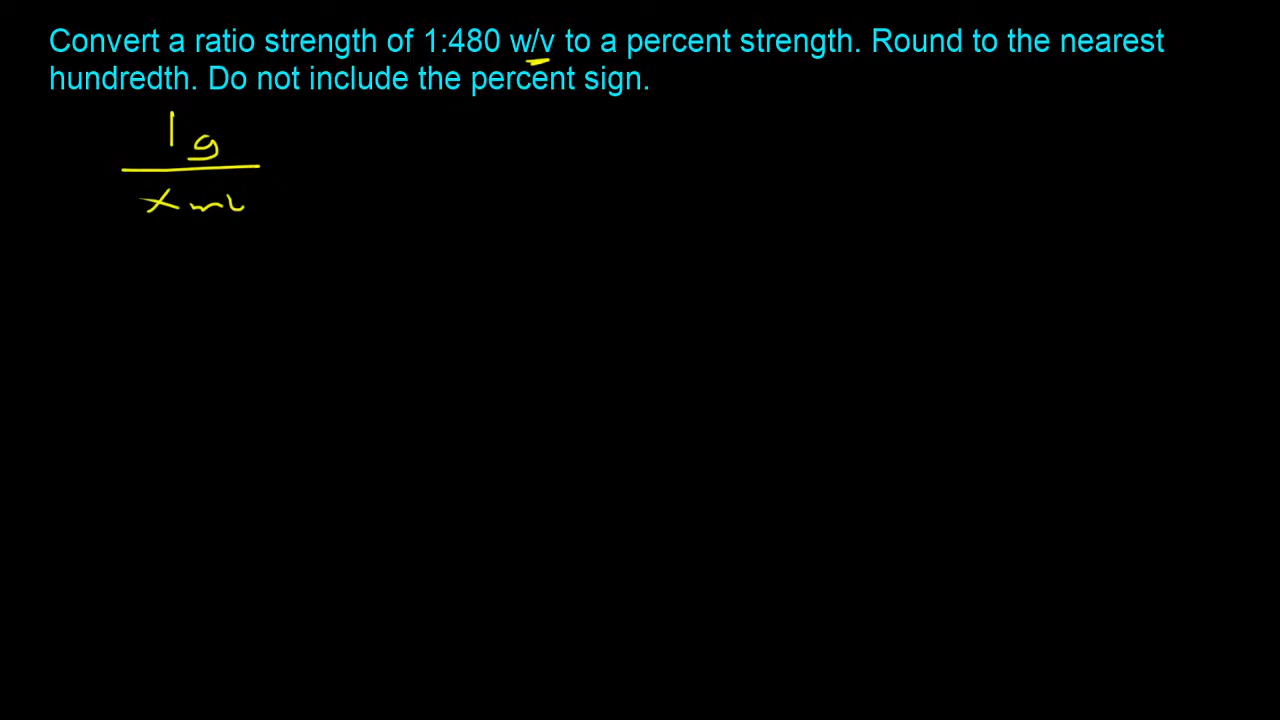 Convert a ratio strength of 1:480 w/v to a percent strength. Round to the nearest
hundredth. Do not include the percent sign.
1 g
x mL